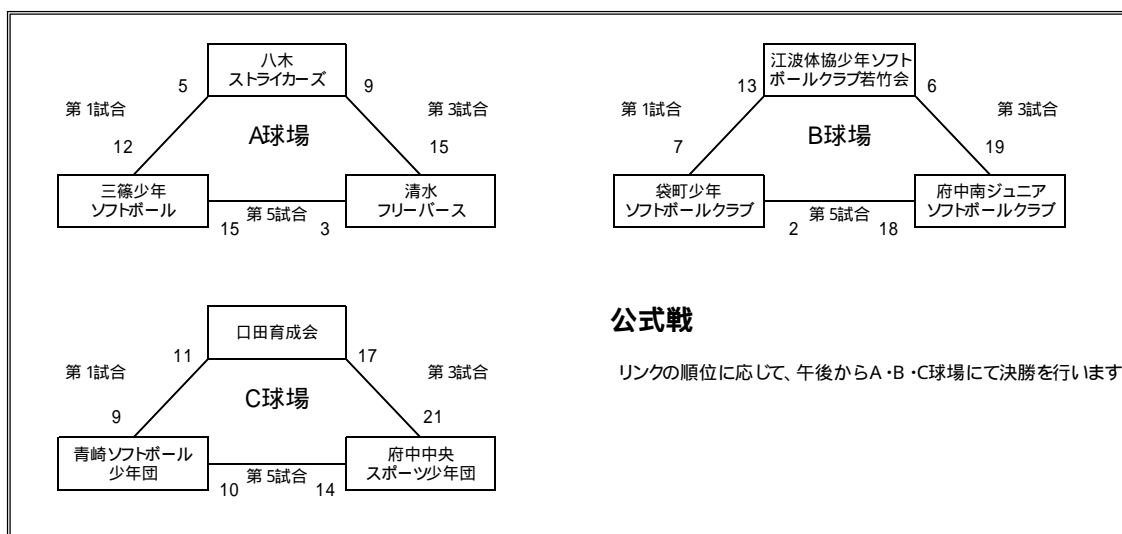 八木
ストライカーズ
5
9
第1試合
第3試合
A球場
12
15
三篠少年
ソフトボール
清水
フリーバース
第5試合
15
3
江波体協少年ソフト
ボールクラブ若竹会
13
6
第1試合
第3試合
B球場
7
19
袋町少年
ソフトボールクラブ
府中南ジュニア
ソフトボールクラブ
第5試合
2
18
口田育成会
11
17
第1試合
第3試合
C球場
9
21
青崎ソフトボール
少年団
府中中央
スポーツ少年団
第5試合
10
14
公式戦
リンクの順位に応じて、午後からA・B・C球場にて決勝を行います